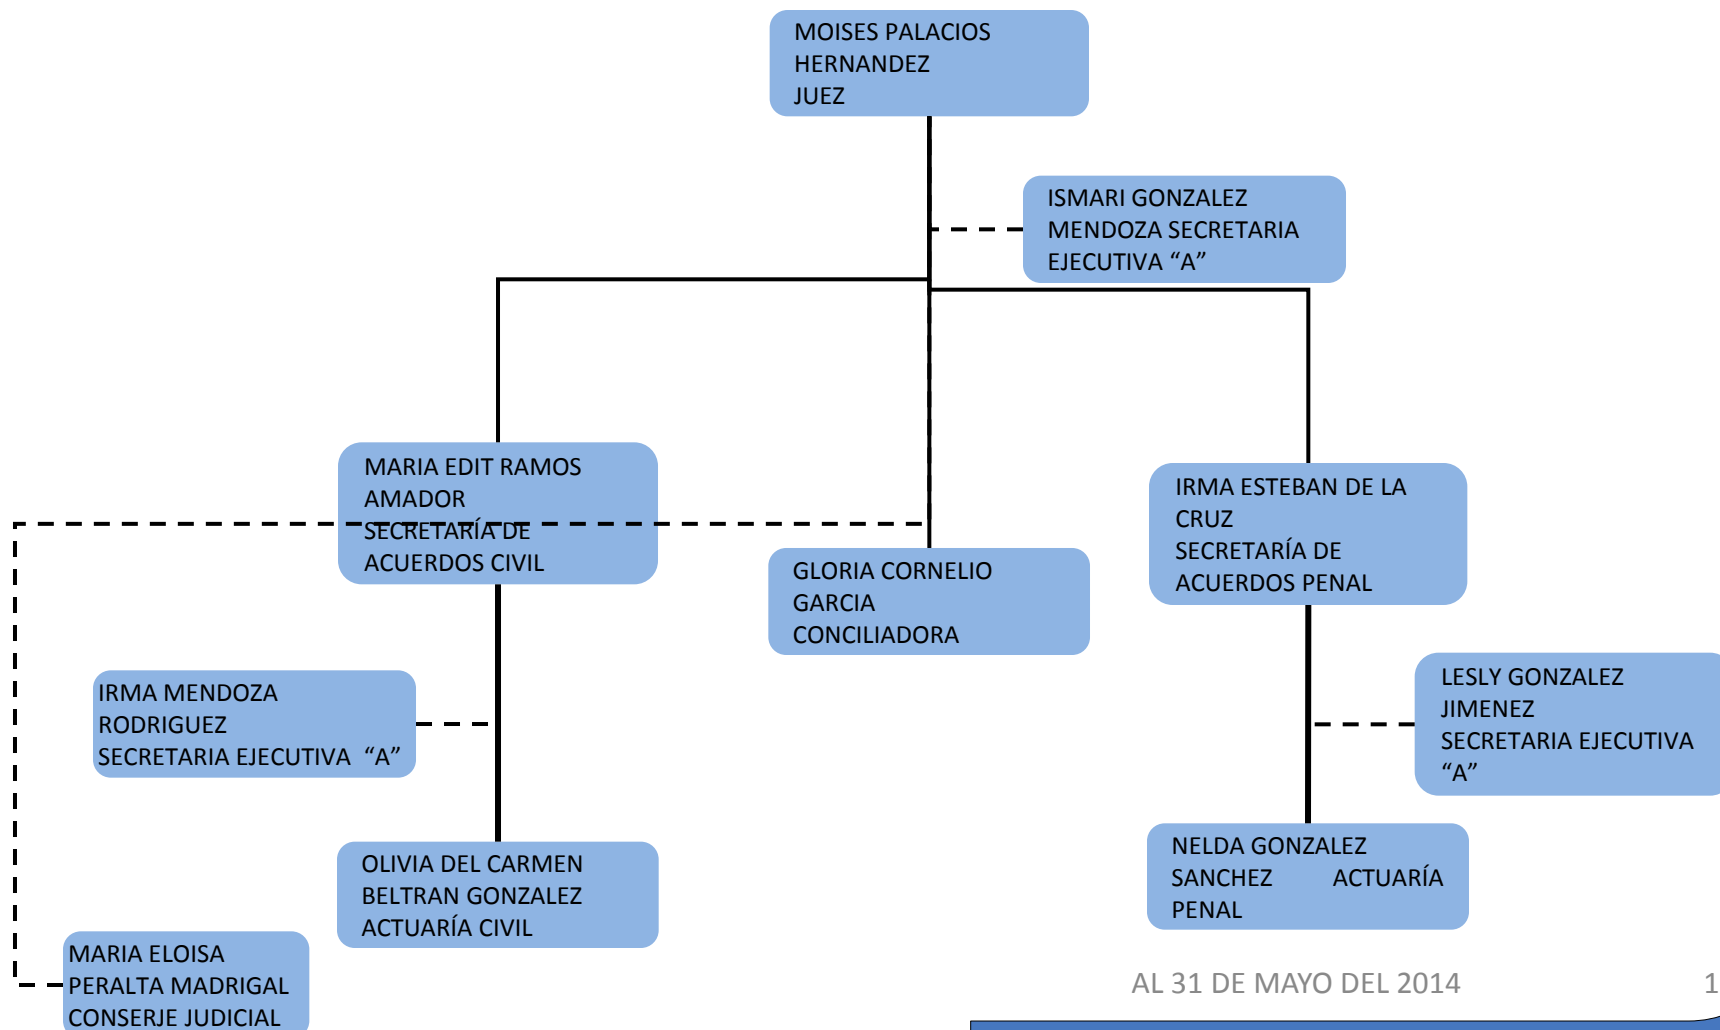 MOISES PALACIOS
HERNANDEZ
JUEZ
ISMARI GONZALEZ
MENDOZA SECRETARIA
EJECUTIVA “A”
MARIA EDIT RAMOS
AMADOR
SECRETARÍA DE
ACUERDOS CIVIL
GLORIA CORNELIO
GARCIA
CONCILIADORA
IRMA ESTEBAN DE LA
CRUZ
SECRETARÍA DE
ACUERDOS PENAL
IRMA MENDOZA
RODRIGUEZ
SECRETARIA EJECUTIVA “A”
LESLY GONZALEZ
JIMENEZ
SECRETARIA EJECUTIVA
“A”
OLIVIA DEL CARMEN
BELTRAN GONZALEZ
ACTUARÍA CIVIL
NELDA GONZALEZ
SANCHEZ ACTUARÍA
PENAL
MARIA ELOISA
PERALTA MADRIGAL
CONSERJE JUDICIAL
AL 31 DE MAYO DEL 2014
1